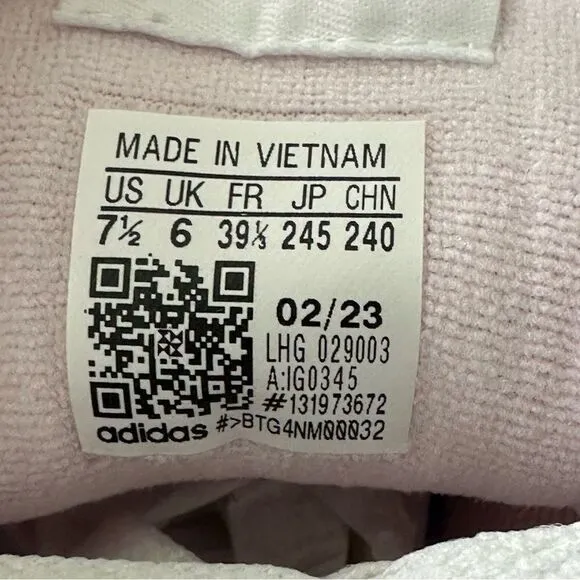 MADE IN VIETNAM
US UK FR JP CHN
7½ 6 39⅓ 245 240
02/23
LHG 029003
A:IG0345
#131973672
adidas #>BTG4NM00032